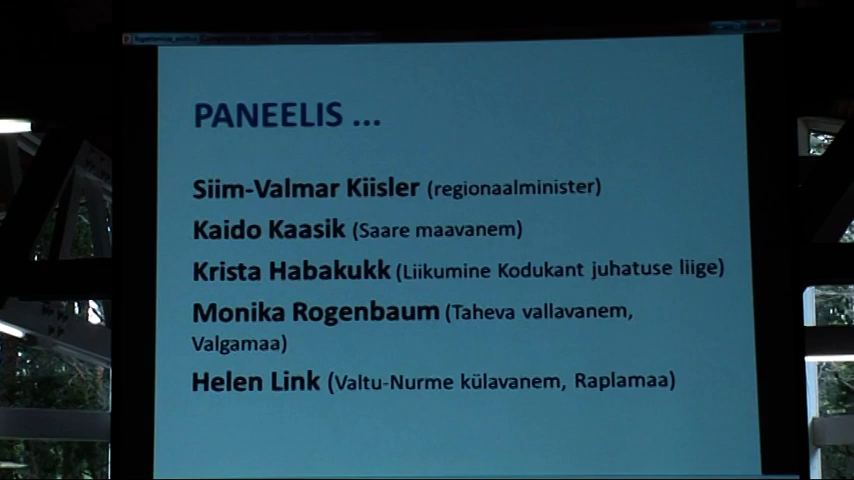 PANEELIS ...
Siim-Valmar Kiisler (regionaalminister)
Kaido Kaasik (Saare maavanem)
Krista Habakukk (Liikumine Kodukant juhatuse liige)
Monika Rogenbaum (Taheva vallavanem,
Valgamaa)
Helen Link (Valtu-Nurme külavanem, Raplamaa)